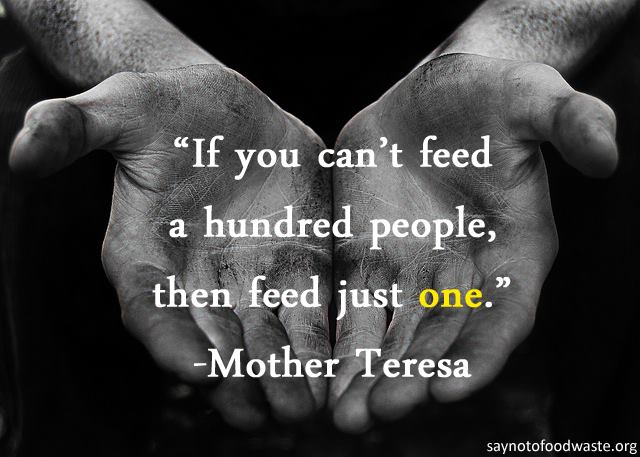 “If you can’t feed
a hundred people,
then feed just one.”
-Mother Teresa
saynotofoodwaste.org